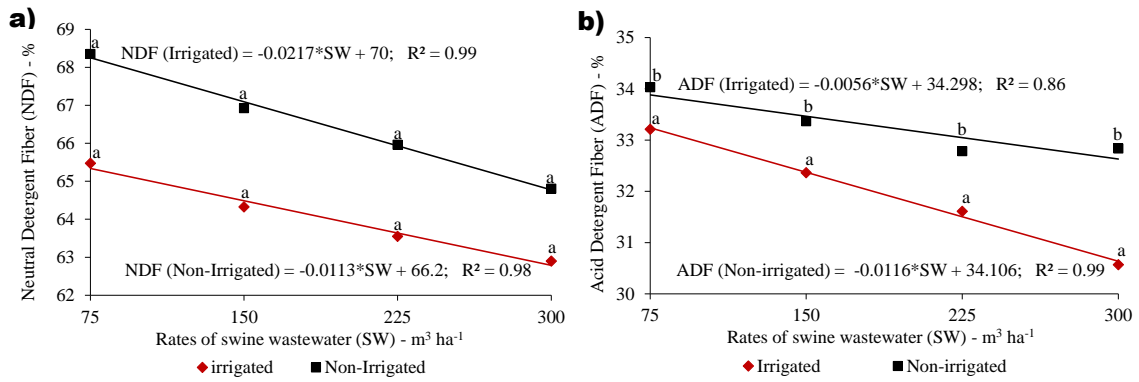 a)
68
67
66
65
64
63
62
69
Neutral Detergent Fiber (NDF) - %
NDF (Irrigated) = -0.0217*SW + 70; R² = 0.99
a
a
a
a
a
a
a
a
NDF (Non-Irrigated) = -0.0113*SW + 66.2; R² = 0.98
75
150
225
300
Rates of swine wastewater (SW) - m³ ha⁻¹
irrigated
Non-Irrigated
b)
35
34
33
32
31
30
Acid Detergent Fiber (ADF) - %
ADF (Irrigated) = -0.0056*SW + 34.298; R² = 0.86
b
b
b
b
a
a
a
a
ADF (Non-irrigated) = -0.0116*SW + 34.106; R² = 0.99
75
150
225
300
Rates of swine wastewater (SW) - m³ ha⁻¹
Irrigated
Non-irrigated